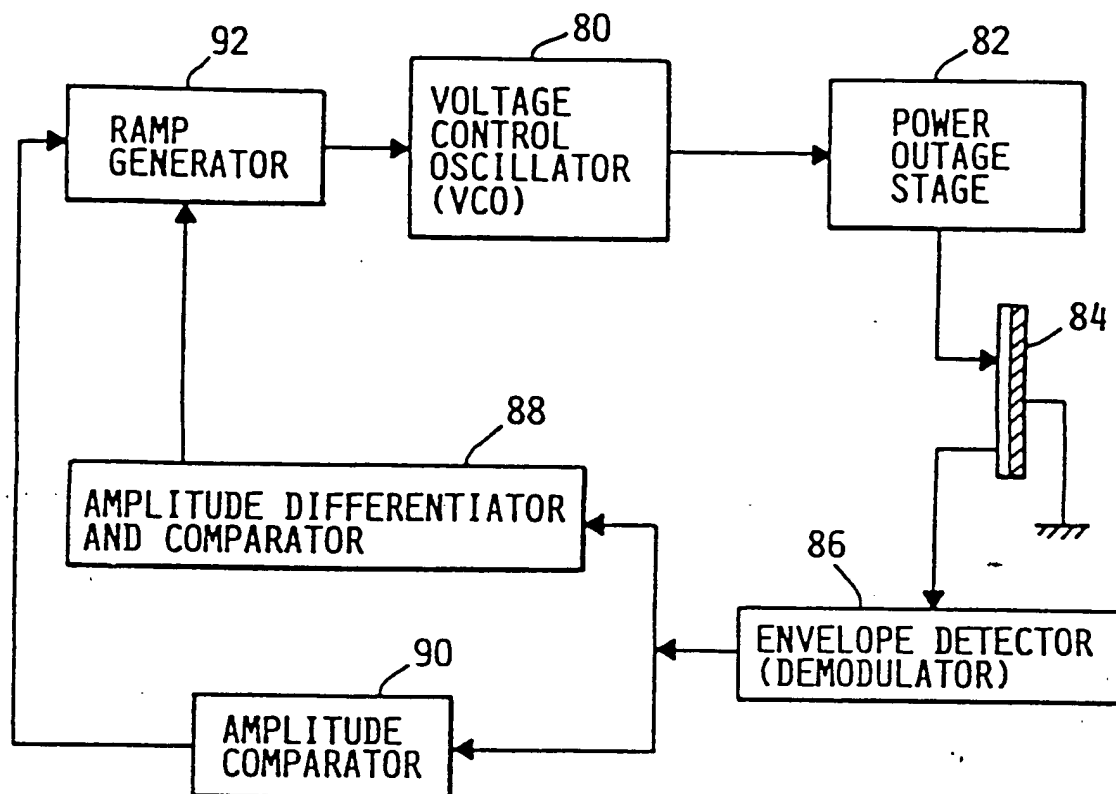 92
RAMP
GENERATOR
80
VOLTAGE
CONTROL
OSCILLATOR
(VCO)
82
POWER
OUTAGE
STAGE
84
88
AMPLITUDE DIFFERENTIATOR
AND COMPARATOR
86
ENVELOPE DETECTOR
(DEMODULATOR)
90
AMPLITUDE
COMPARATOR